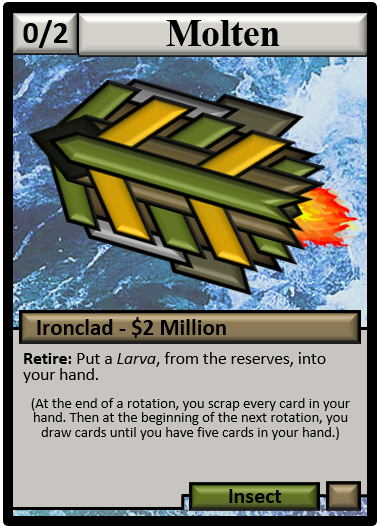 0/2 Molten
Ironclad - $2 Million
Retire: Put a Larva, from the reserves, into
your hand.
(At the end of a rotation, you scrap every card in your
hand. Then at the beginning of the next rotation, you
draw cards until you have five cards in your hand.)
Insect